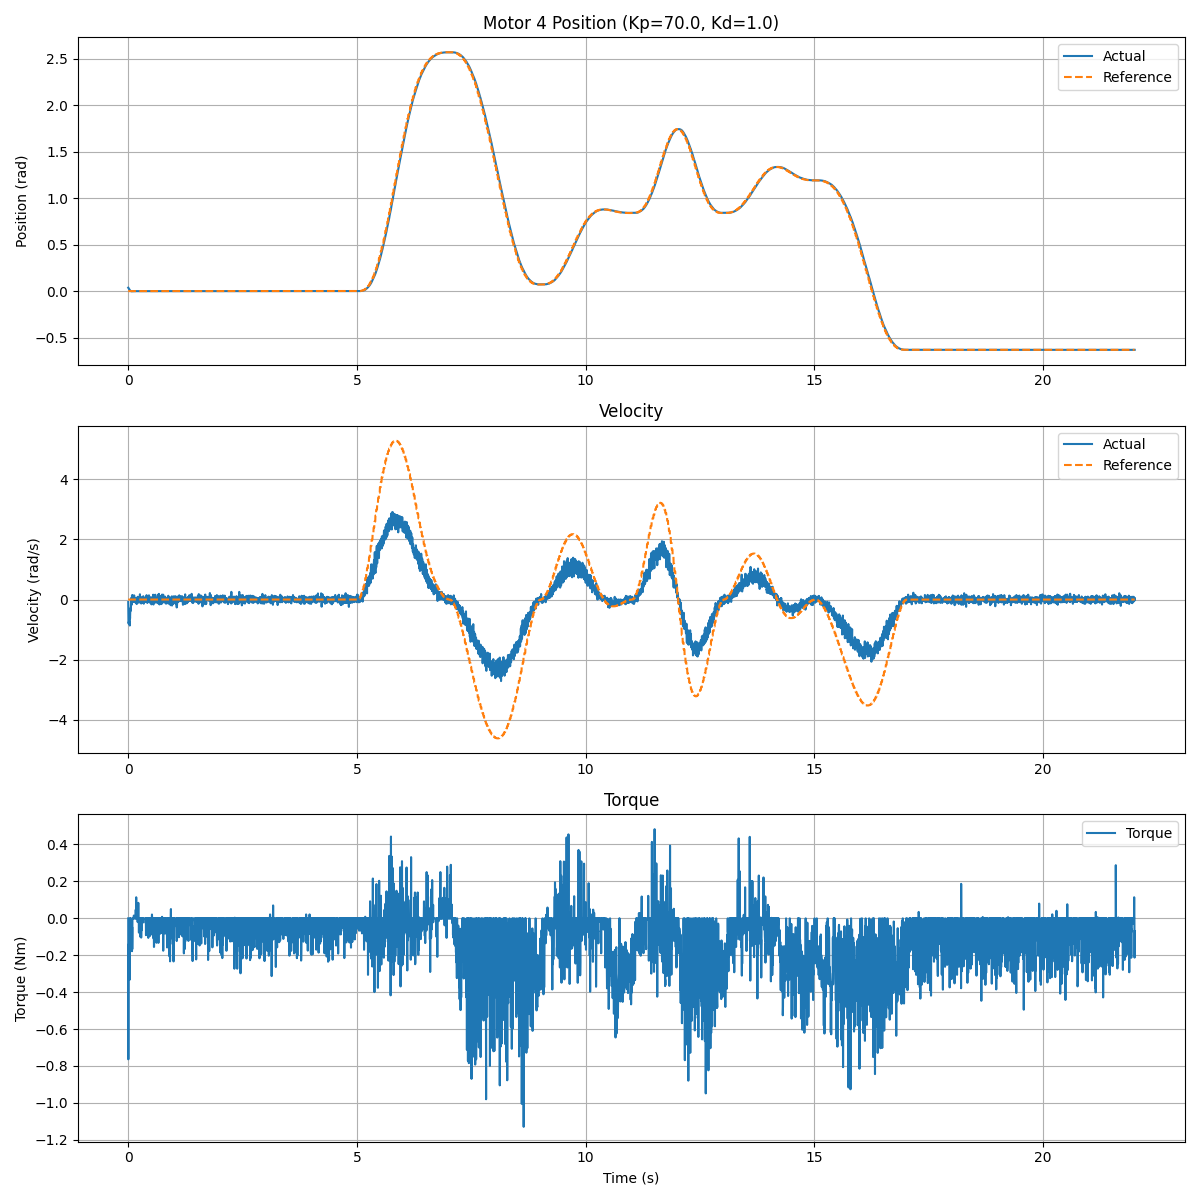 Motor 4 Position (Kp=70.0, Kd=1.0)
Position (rad)
2.5
2.0
1.5
1.0
0.5
0.0
−0.5
Actual
Reference
0 5 10 15 20
Velocity
Velocity (rad/s)
4
2
0
−2
−4
Actual
Reference
0 5 10 15 20
Torque
Torque (Nm)
0.4
0.2
0.0
−0.2
−0.4
−0.6
−0.8
−1.0
−1.2
Torque
0 5 10 15 20
Time (s)